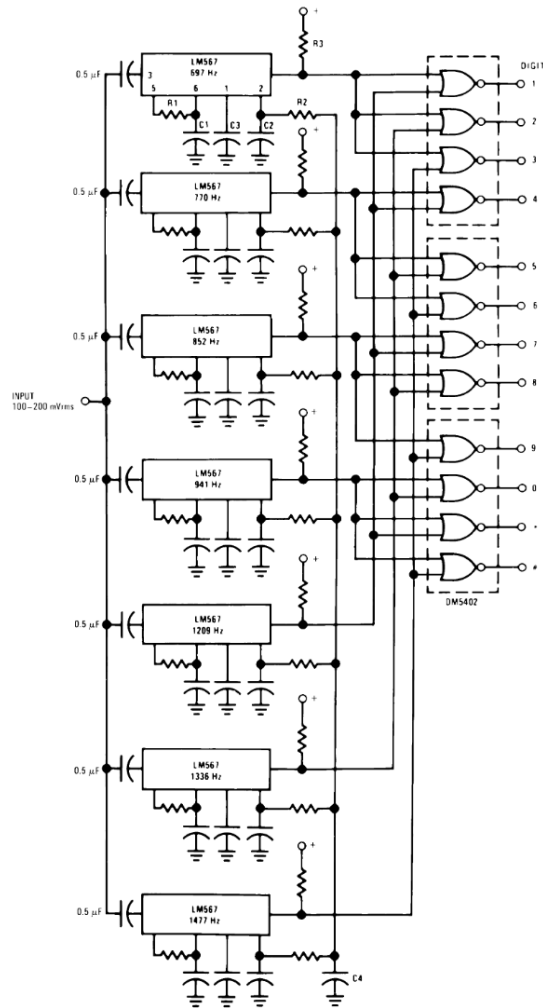 +
R3
DIGIT
LM567
697 Hz
0.5 µF
3
5
6
1
2
R1
R2
C1
C3
C2
1
2
3
4
+
LM567
770 Hz
0.5 µF
5
6
7
8
+
LM567
852 Hz
0.5 µF
INPUT
100–200 mVrms
+
LM567
941 Hz
0.5 µF
9
0
DM5402
+
LM567
1209 Hz
0.5 µF
+
LM567
1336 Hz
0.5 µF
+
LM567
1477 Hz
0.5 µF
C4